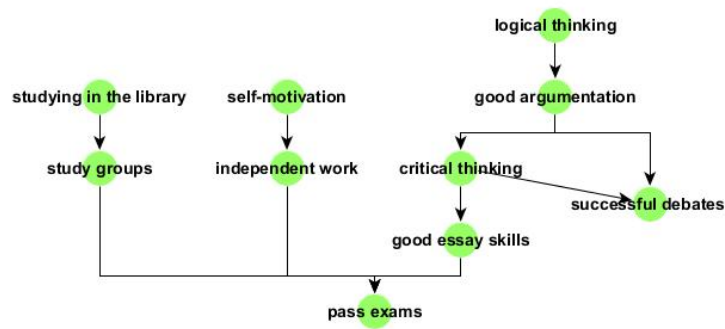 logical thinking
studying in the library
self-motivation
good argumentation
study groups
independent work
critical thinking
successful debates
good essay skills
pass exams